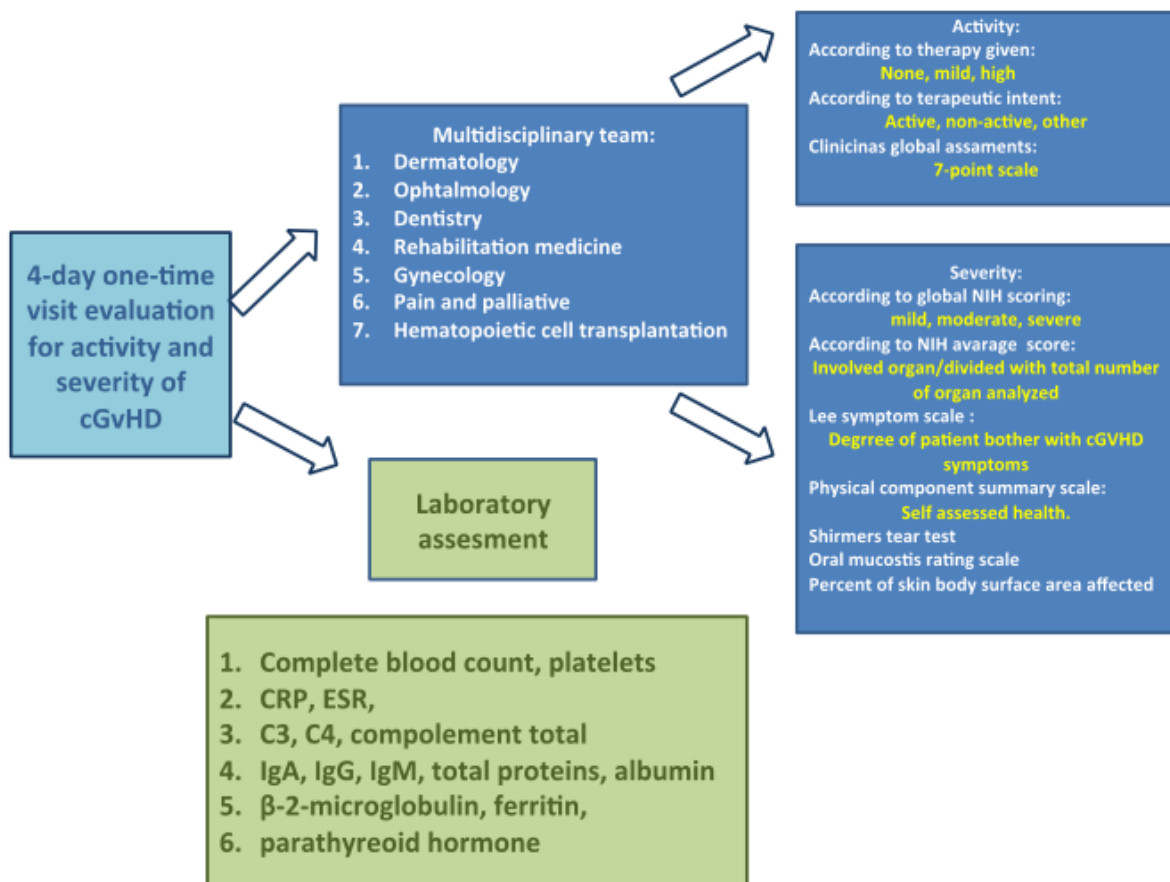 4-day one-time
visit evaluation
for activity and
severity of
cGvHD
Multidisciplinary team:
1. Dermatology
2. Ophtalmology
3. Dentistry
4. Rehabilitation medicine
5. Gynecology
6. Pain and palliative
7. Hematopoietic cell transplantation
Activity:
According to therapy given:
None, mild, high
According to terapeutic intent:
Active, non-active, other
Clinicinas global assaments:
7-point scale
Severity:
According to global NIH scoring:
mild, moderate, severe
According to NIH avarage score:
Involved organ/divided with total number
of organ analyzed
Lee symptom scale :
Degrree of patient bother with cGVHD
symptoms
Physical component summary scale:
Self assessed health.
Shirmers tear test
Oral mucostis rating scale
Percent of skin body surface area affected
Laboratory
assesment
1. Complete blood count, platelets
2. CRP, ESR,
3. C3, C4, compolement total
4. IgA, IgG, IgM, total proteins, albumin
5. β-2-microglobulin, ferritin,
6. parathyreoid hormone